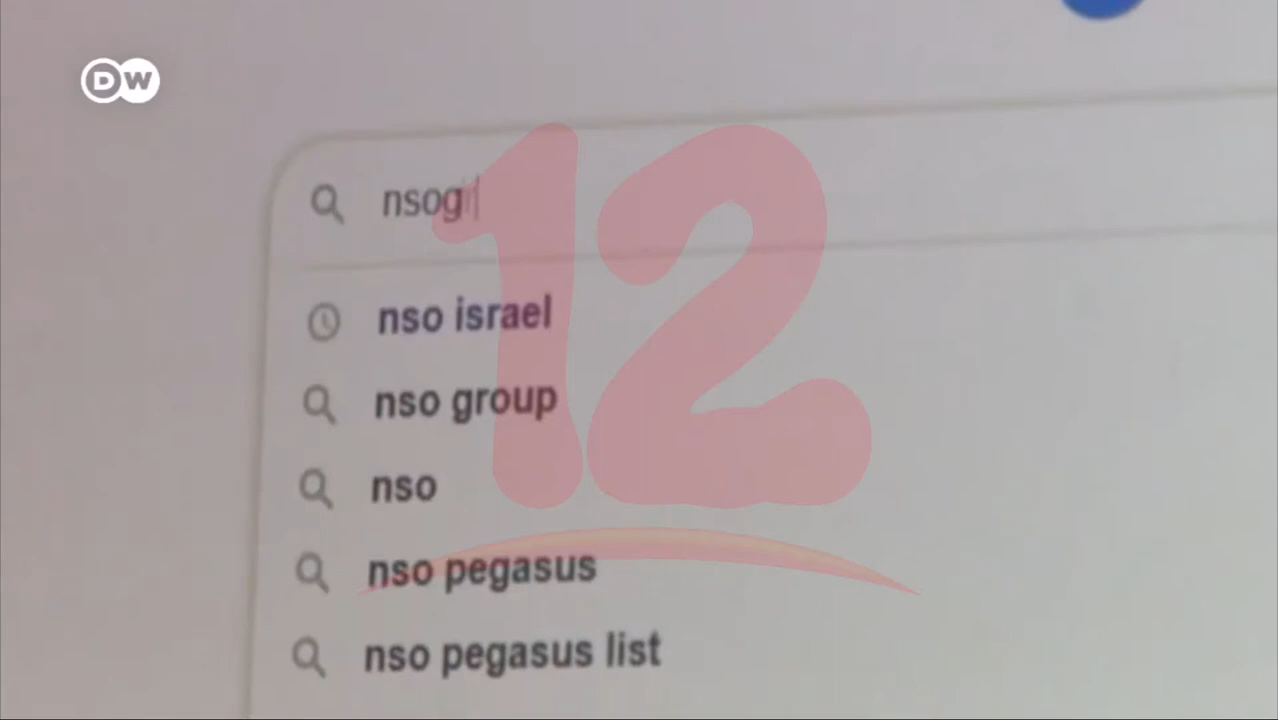 DW
nsog
12
nso israel
nso group
nso
nso pegasus
nso pegasus list